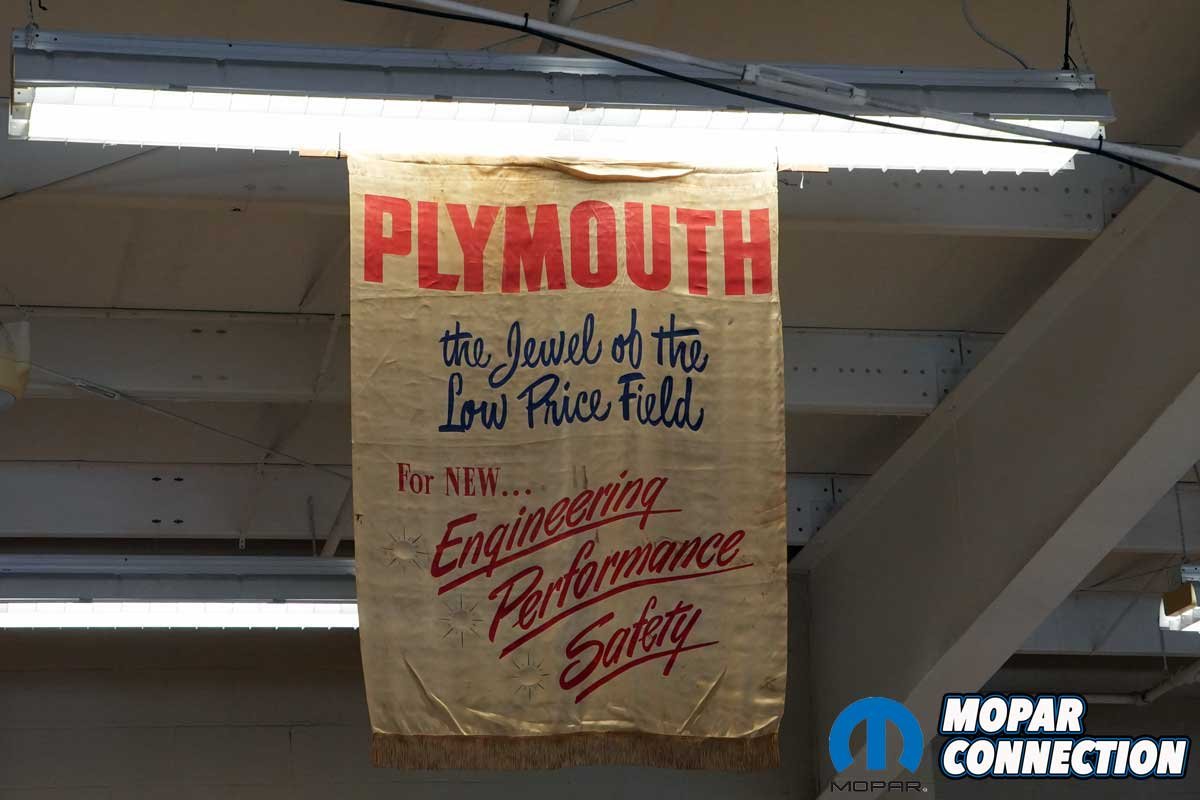 PLYMOUTH
the Jewel of the
Low Price Field
For NEW...
Engineering
Performance
Safety
MOPAR
CONNECTION
MOPAR®